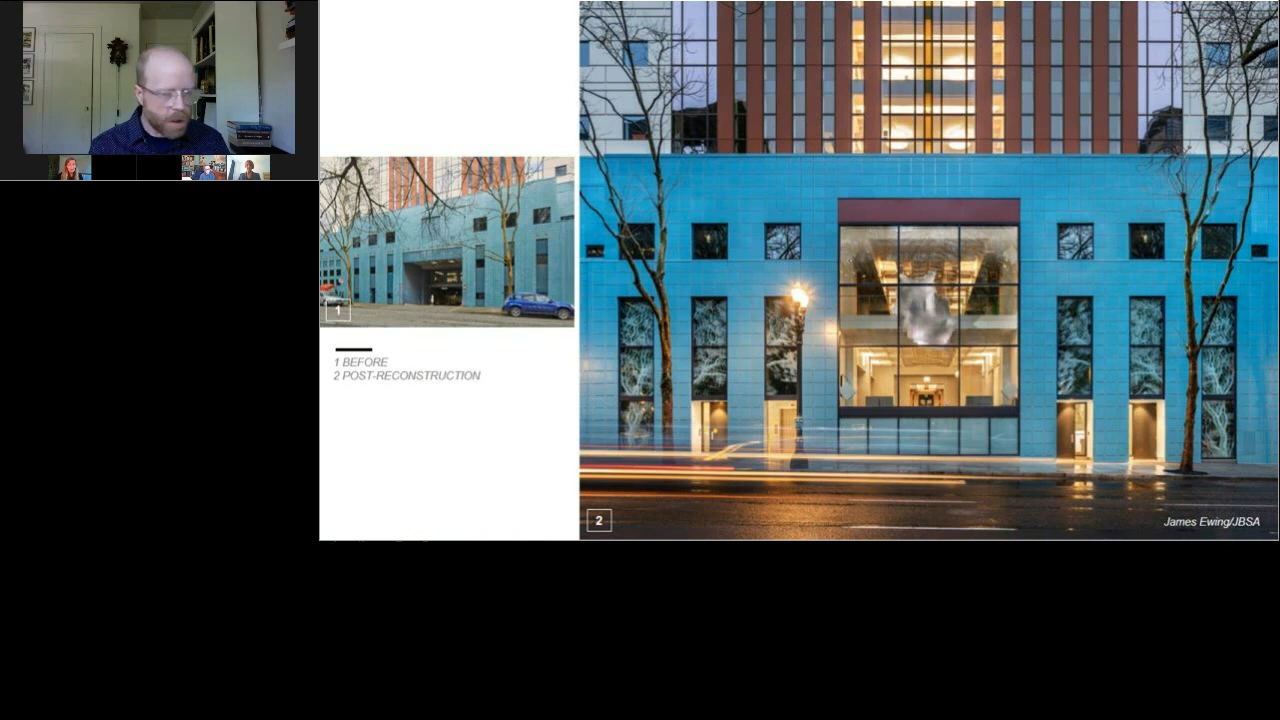 1
1 BEFORE
2 POST-RECONSTRUCTION
2
James Ewing/JBSA